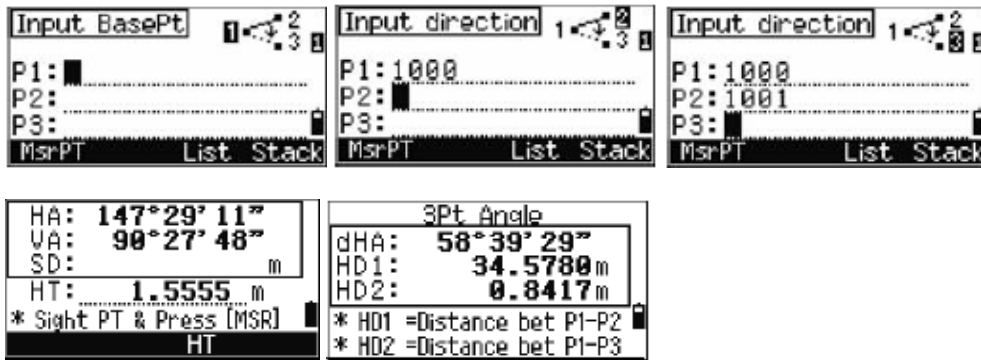 Input BasePt
1 2 3 1
P1:
P2:
P3:
MsrPT List Stack
Input direction
1 2 3 1
P1: 1000
P2:
P3:
MsrPT List Stack
Input direction
1 2 3 1
P1: 1000
P2: 1001
P3:
MsrPT List Stack
HA: 147°29'11"
VA: 90°27'48"
SD: m
HT: 1.5555 m
* Sight PT & Press [MSR]
HT
3Pt Angle
dHA: 58°39'29"
HD1: 34.5780m
HD2: 0.8417m
* HD1 =Distance bet P1-P2
* HD2 =Distance bet P1-P3